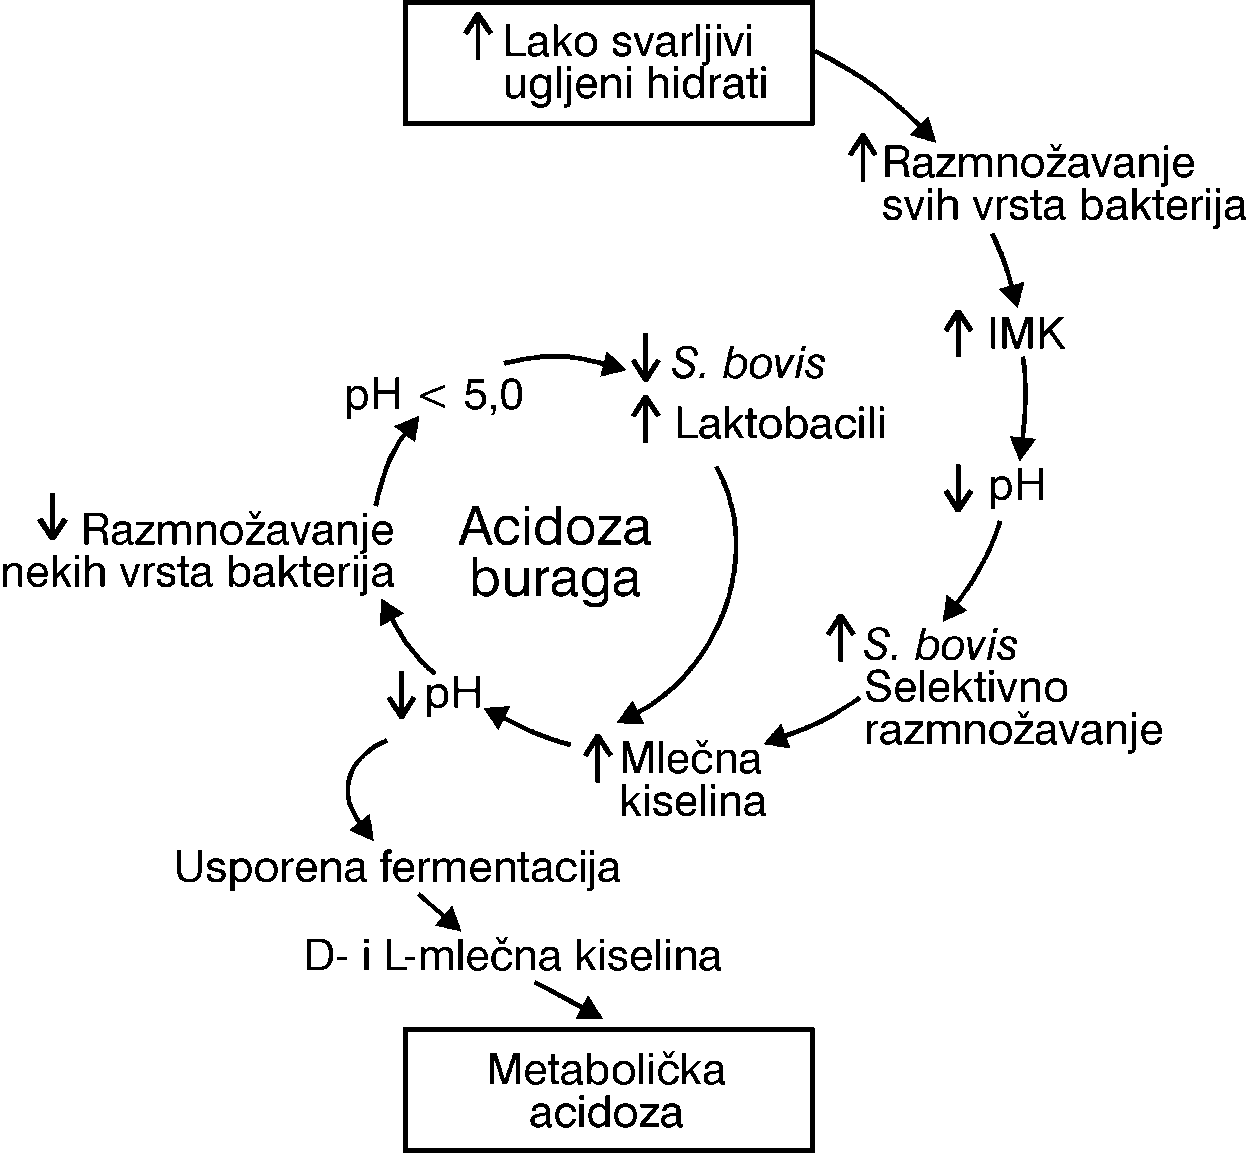 ↑ Lako svarljivi
ugljeni hidrati
↑ Razmnožavanje
svih vrsta bakterija
↑ IMK
↓ pH
↑ S. bovis
Selektivno
razmnožavanje
↑ Mlečna
kiselina
↓ pH
↓ Razmnožavanje
nekih vrsta bakterija
pH < 5,0
↓ S. bovis
↑ Laktobacili
Acidoza
buraga
Usporena fermentacija
D- i L-mlečna kiselina
Metabolička
acidoza